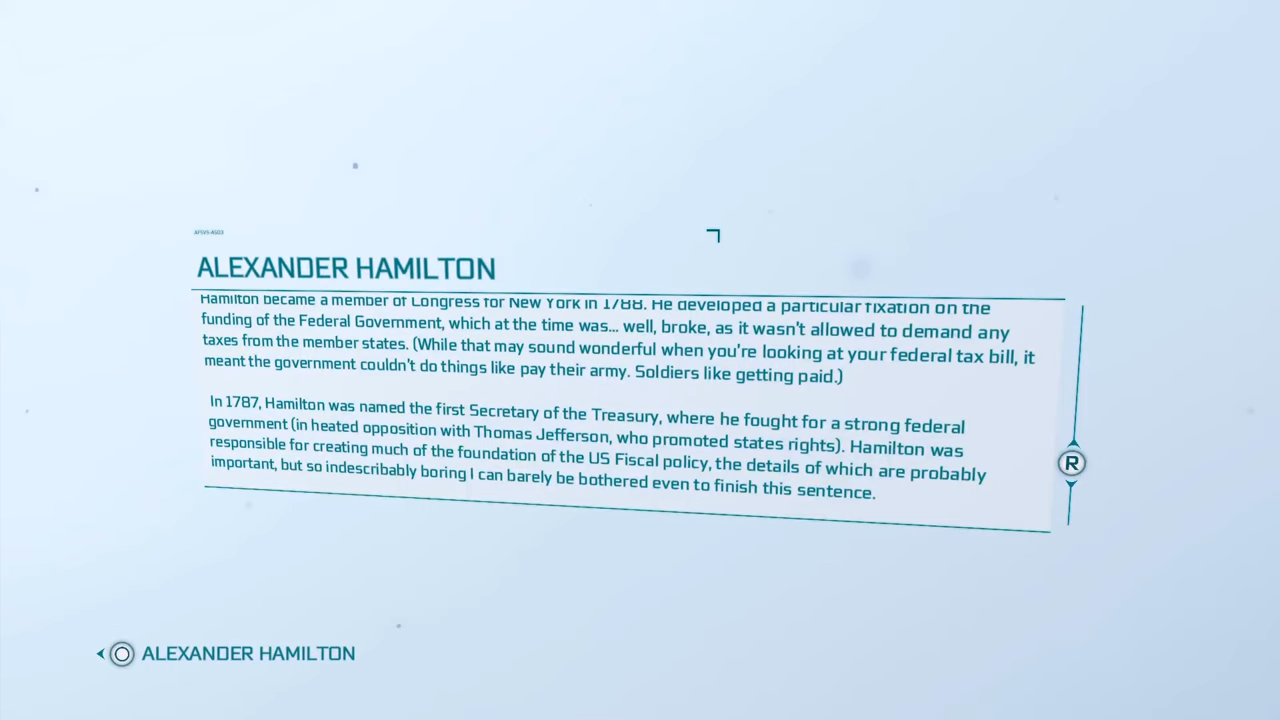 ALEXANDER HAMILTON
Hamilton became a member of Congress for New York in 1788. He developed a particular fixation on the
funding of the Federal Government, which at the time was... well, broke, as it wasn't allowed to demand any
taxes from the member states. (While that may sound wonderful when you're looking at your federal tax bill, it
meant the government couldn't do things like pay their army. Soldiers like getting paid.)
In 1787, Hamilton was named the first Secretary of the Treasury, where he fought for a strong federal
government (in heated opposition with Thomas Jefferson, who promoted states rights). Hamilton was
responsible for creating much of the foundation of the US Fiscal policy, the details of which are probably
important, but so indescribably boring I can barely be bothered even to finish this sentence.
R
ALEXANDER HAMILTON